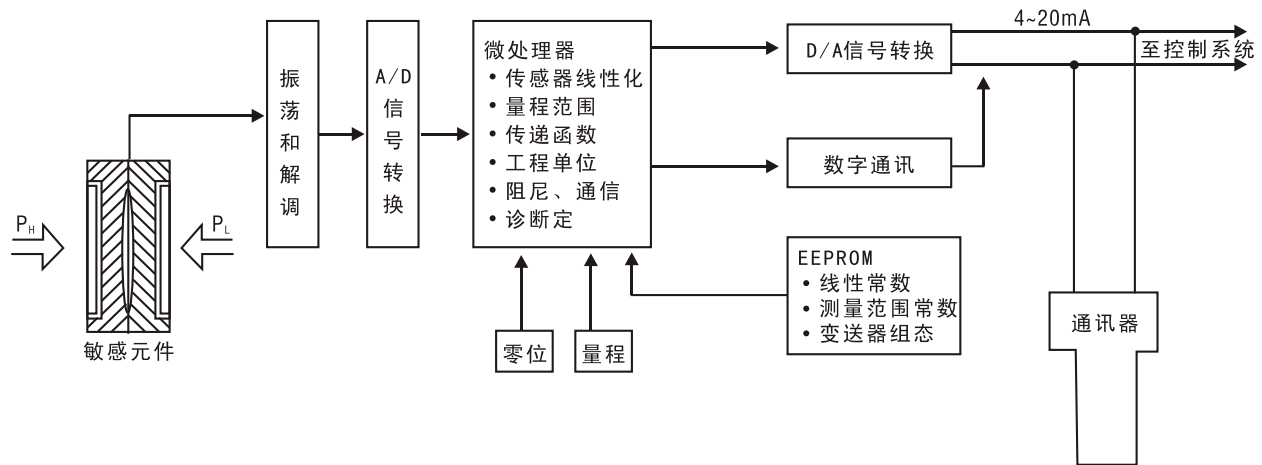 P_H
P_L
敏感元件
振荡和解调
A/D信号转换
微处理器
• 传感器线性化
• 量程范围
• 传递函数
• 工程单位
• 阻尼、通信
• 诊断定
零位
量程
D/A信号转换
数字通讯
EEPROM
• 线性常数
• 测量范围常数
• 变送器组态
4~20mA
至控制系统
通讯器